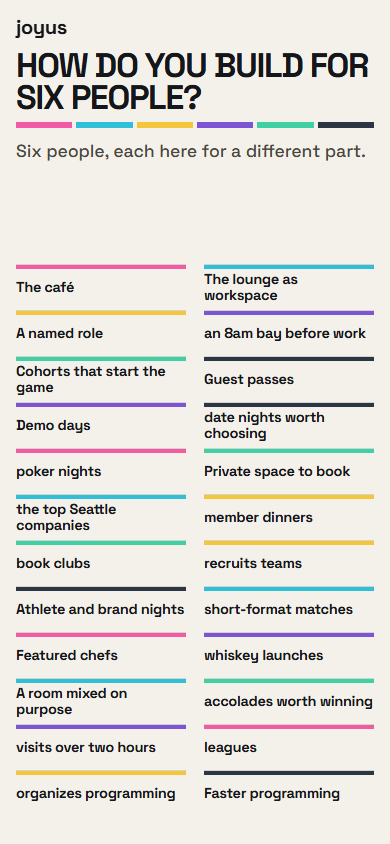 joyus
HOW DO YOU BUILD FOR
SIX PEOPLE?
Six people, each here for a different part.
The café
The lounge as
workspace
A named role
an 8am bay before work
Cohorts that start the
game
Guest passes
Demo days
date nights worth
choosing
poker nights
Private space to book
the top Seattle
companies
member dinners
book clubs
recruits teams
Athlete and brand nights
short-format matches
Featured chefs
whiskey launches
A room mixed on
purpose
accolades worth winning
visits over two hours
leagues
organizes programming
Faster programming